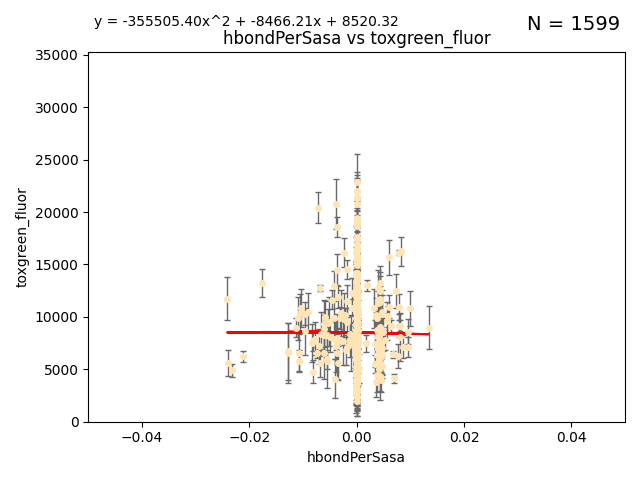 y = -355505.40x^2 + -8466.21x + 8520.32
N = 1599
hbondPerSasa vs toxgreen_fluor
35000
30000
25000
20000
15000
10000
5000
0
toxgreen_fluor
−0.04
−0.02
0.00
0.02
0.04
hbondPerSasa